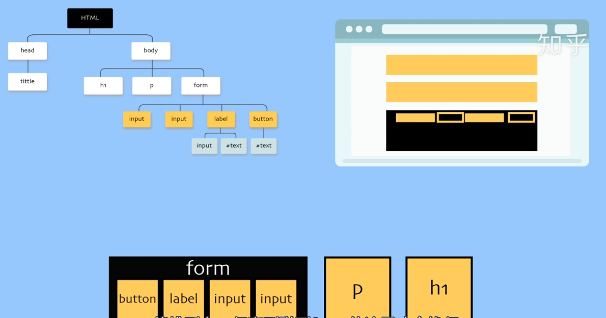 HTML
head
body
tittle
h1
p
form
input
input
label
button
input
#text
#text
知乎
form
button
label
input
input
p
h1